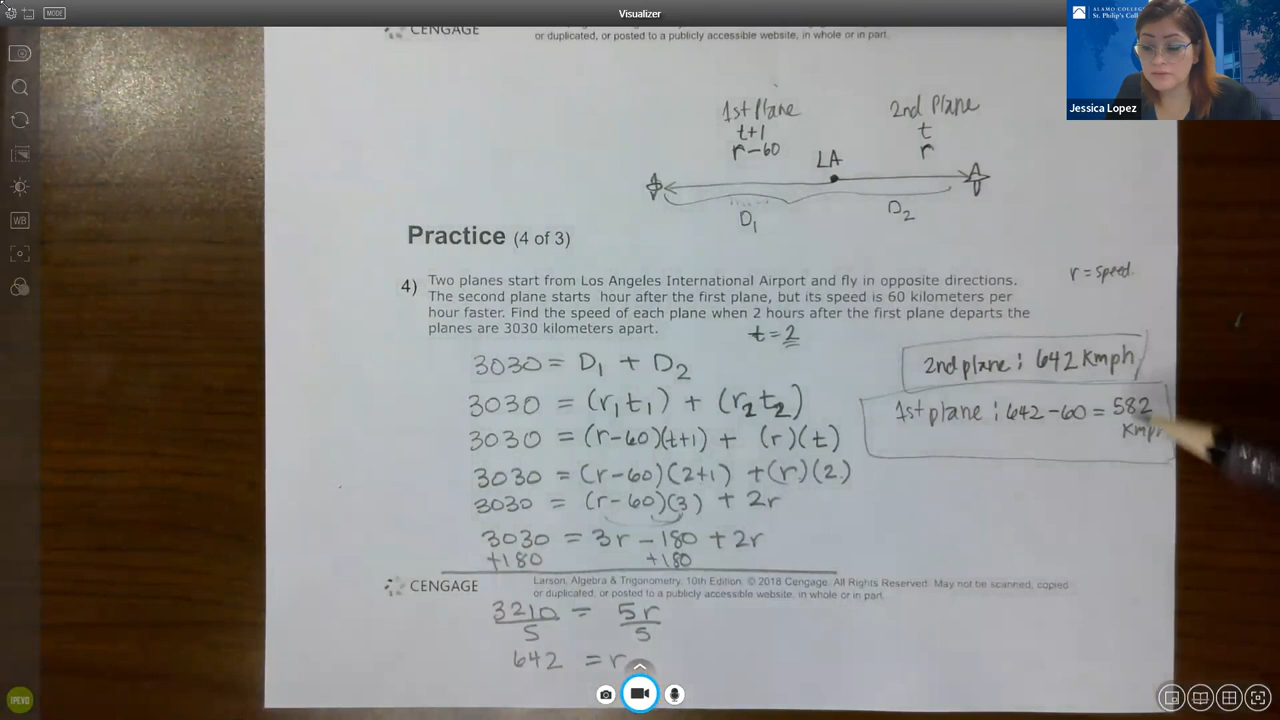 MODE
Visualizer
ALAMO COLLEGES
St. Philip's College
Jessica Lopez
CENGAGE
or duplicated, or posted to a publicly accessible website, in whole or in part.
1st Plane
t+1
r-60
2nd Plane
t
r
LA
D₁
D₂
Practice (4 of 3)
r = speed
4) Two planes start from Los Angeles International Airport and fly in opposite directions.
The second plane starts hour after the first plane, but its speed is 60 kilometers per
hour faster. Find the speed of each plane when 2 hours after the first plane departs the
planes are 3030 kilometers apart.
t = 2
3030 = D₁ + D₂
3030 = (r₁t₁) + (r₂t₂)
3030 = (r-60)(t+1) + (r)(t)
3030 = (r-60)(2+1) + (r)(2)
3030 = (r-60)(3) + 2r
3030 = 3r - 180 + 2r
+180 +180
2nd plane : 642 Kmph
1st plane : 642 - 60 = 582
Kmph
CENGAGE
Larson, Algebra & Trigonometry, 10th Edition. © 2018 Cengage. All Rights Reserved. May not be scanned, copied
or duplicated, or posted to a publicly accessible website, in whole or in part.
3210 = 5r
5 5
642 = r
WB
IPEVO